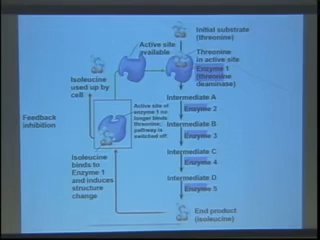 Initial substrate
(threonine)
Active site
available
Threonine
in active site
Enzyme 1
(threonine
deaminase)
Isoleucine
used up by
cell
Intermediate A
Enzyme 2
Active site of
enzyme 1 no
longer binds
threonine;
pathway is
switched off
Feedback
inhibition
Intermediate B
Enzyme 3
Intermediate C
Enzyme 4
Isoleucine
binds to
Enzyme 1
and induces
structure
change
Intermediate D
Enzyme 5
End product
(isoleucine)